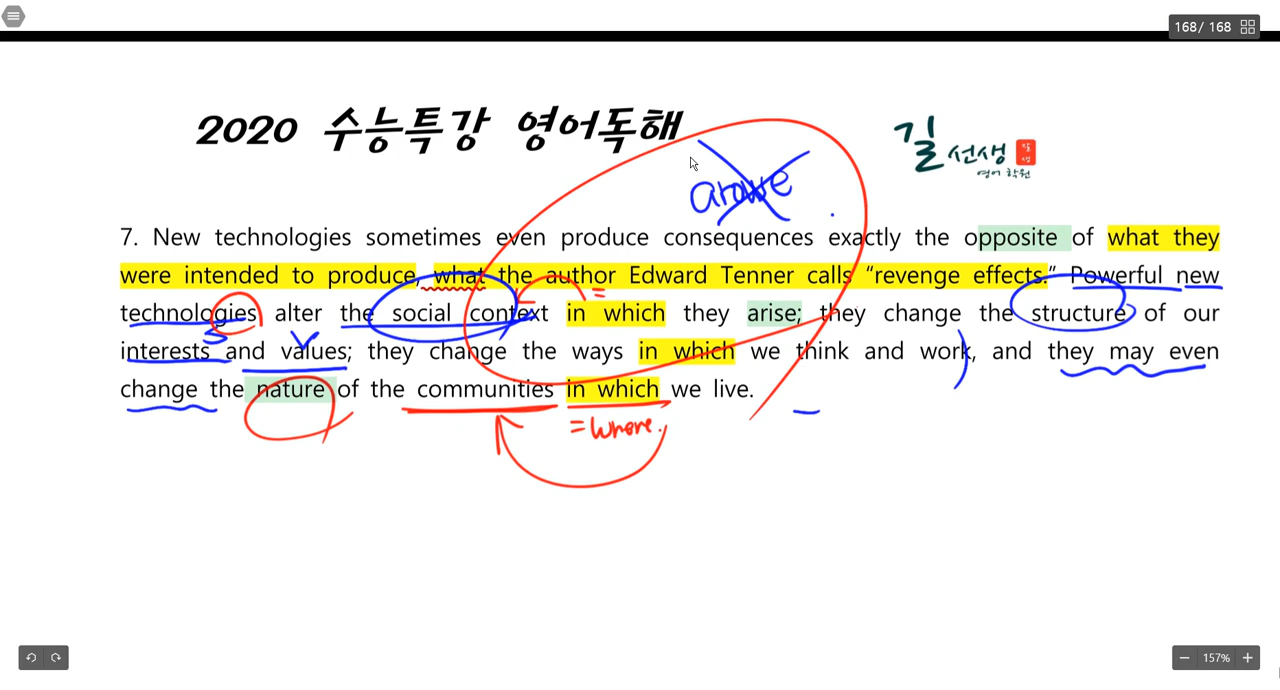 168/ 168
2020 수능특강 영어독해
길 선생
영어 학원
arouse
7. New technologies sometimes even produce consequences exactly the opposite of what they
were intended to produce, what the author Edward Tenner calls “revenge effects.” Powerful new
technologies alter the social context in which they arise; they change the structure of our
interests and values; they change the ways in which we think and work, and they may even
change the nature of the communities in which we live.
=where.
157%